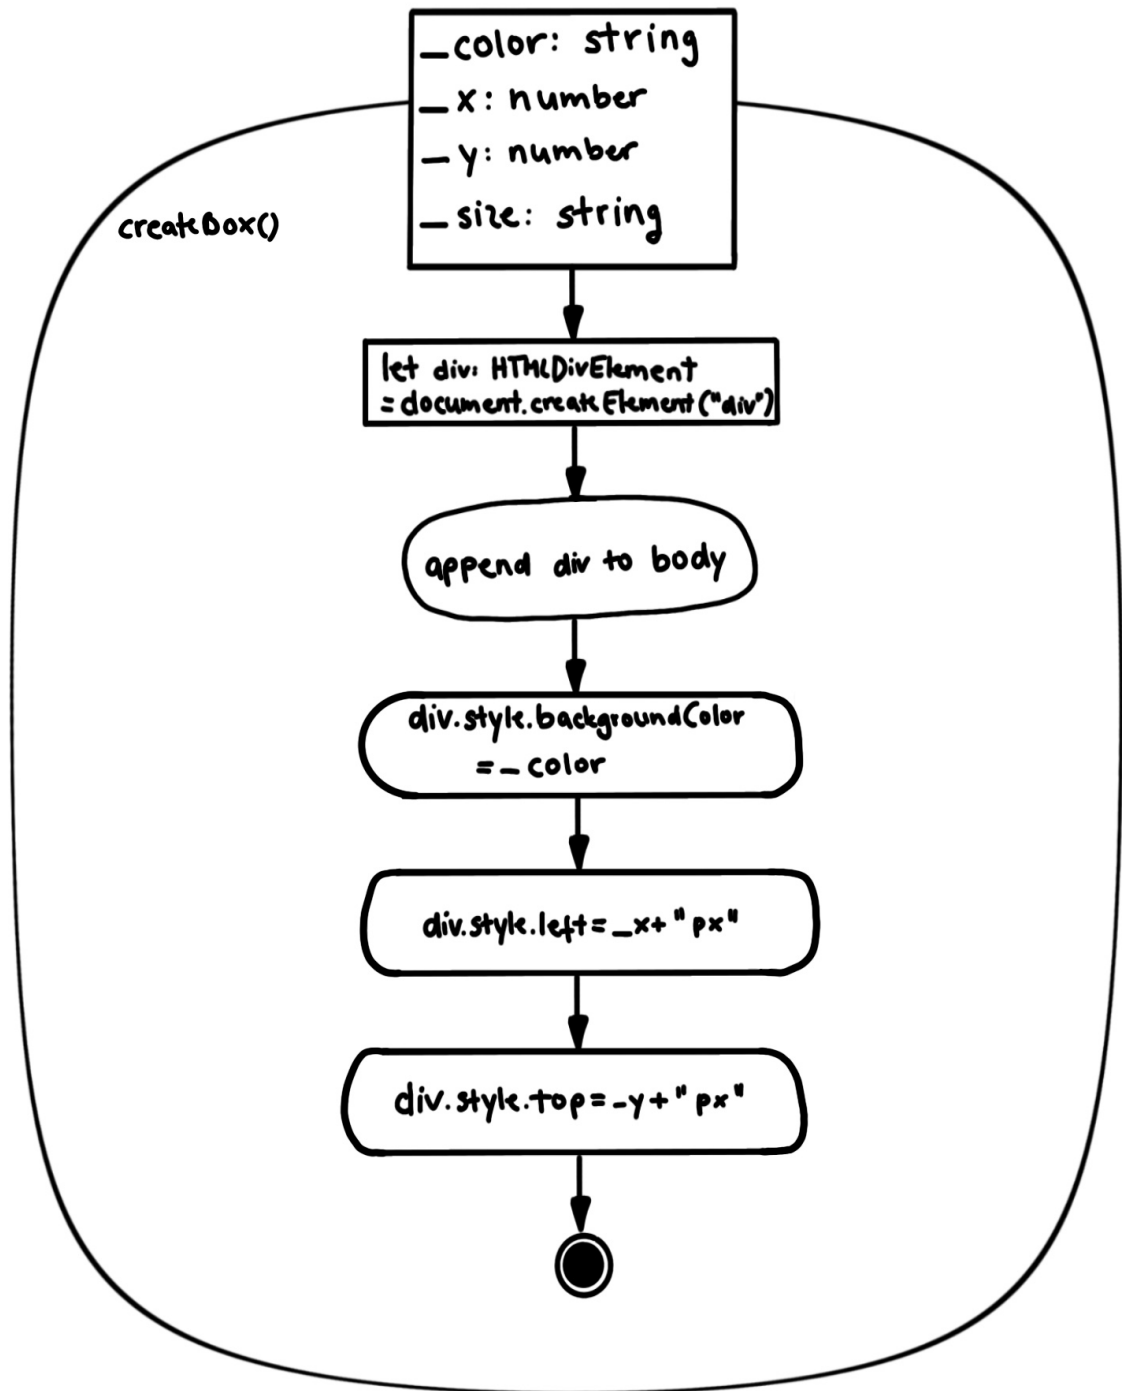 _color: string
_x: number
_y: number
_size: string
createBox()
let div: HTMLDivElement
=document.createElement("div")
append div to body
div.style.backgroundColor
=_color
div.style.left=_x+"px"
div.style.top=_y+"px"